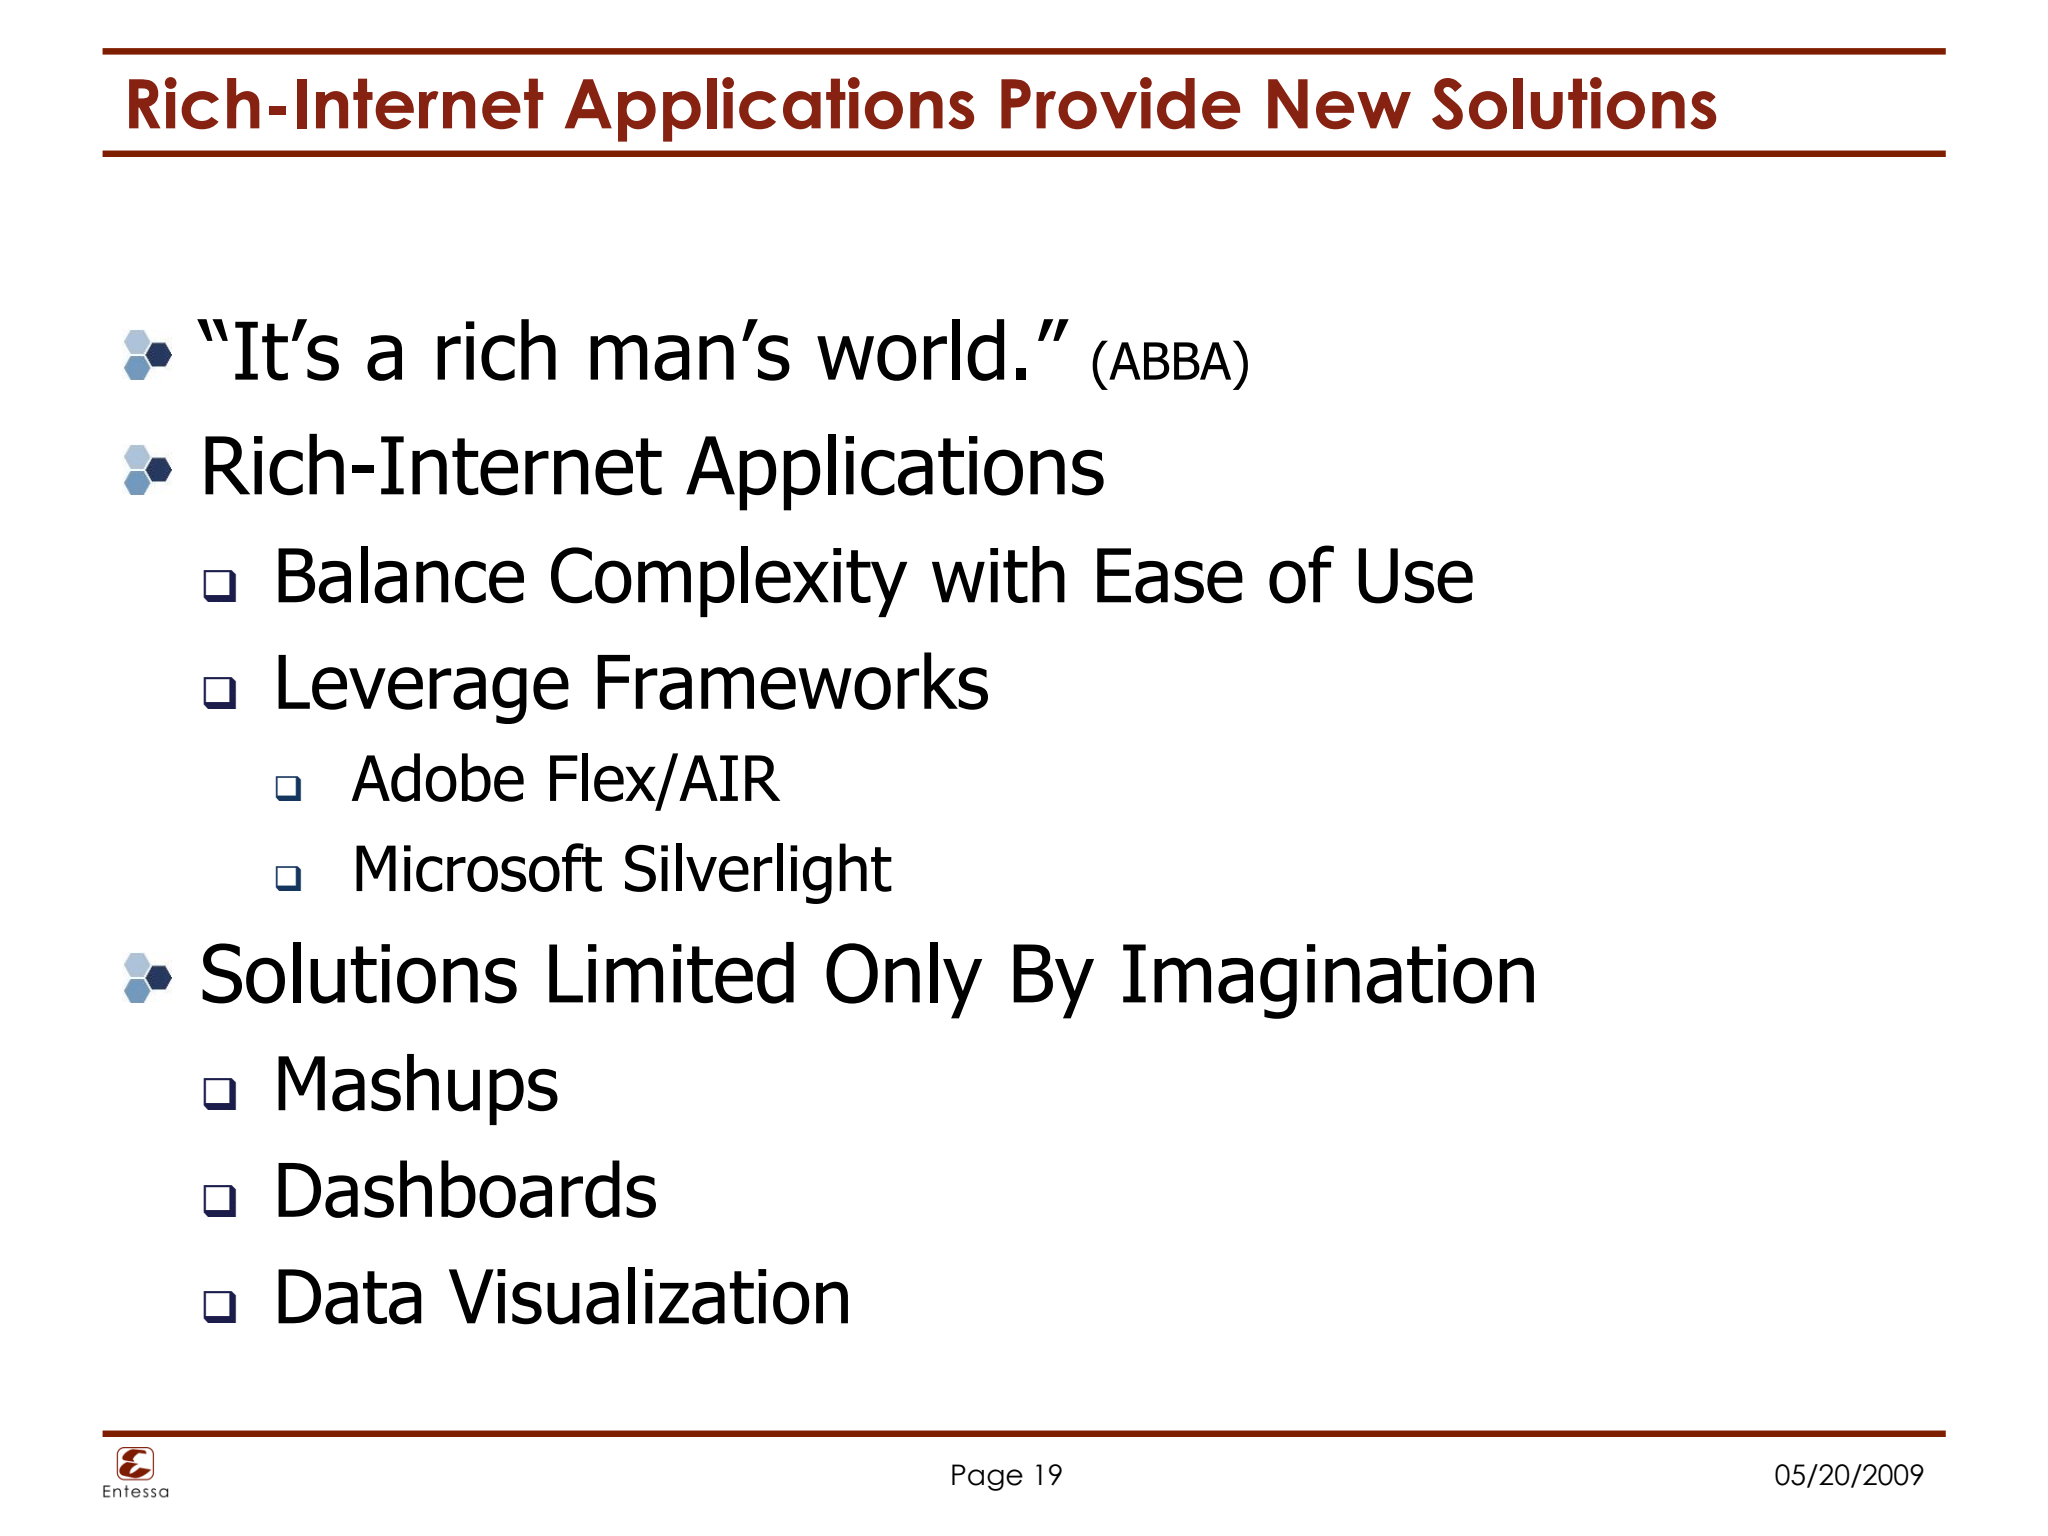 Rich-Internet Applications Provide New Solutions
“It’s a rich man’s world.” (ABBA)
Rich-Internet Applications
Balance Complexity with Ease of Use
Leverage Frameworks
Adobe Flex/AIR
Microsoft Silverlight
Solutions Limited Only By Imagination
Mashups
Dashboards
Data Visualization
Entessa
Page 19
05/20/2009